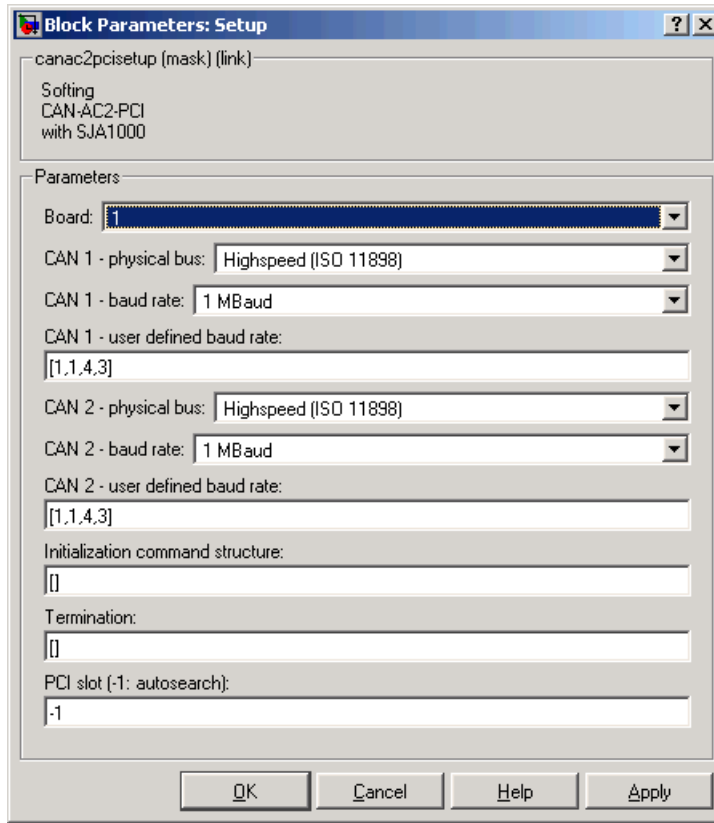 Block Parameters: Setup
canac2pcisetup (mask) (link)
Softing
CAN-AC2-PCI
with SJA1000
Parameters
Board: 1
CAN 1 - physical bus: Highspeed (ISO 11898)
CAN 1 - baud rate: 1 MBaud
CAN 1 - user defined baud rate:
[1,1,4,3]
CAN 2 - physical bus: Highspeed (ISO 11898)
CAN 2 - baud rate: 1 MBaud
CAN 2 - user defined baud rate:
[1,1,4,3]
Initialization command structure:
[]
Termination:
[]
PCI slot (-1: autosearch):
-1
OK Cancel Help Apply